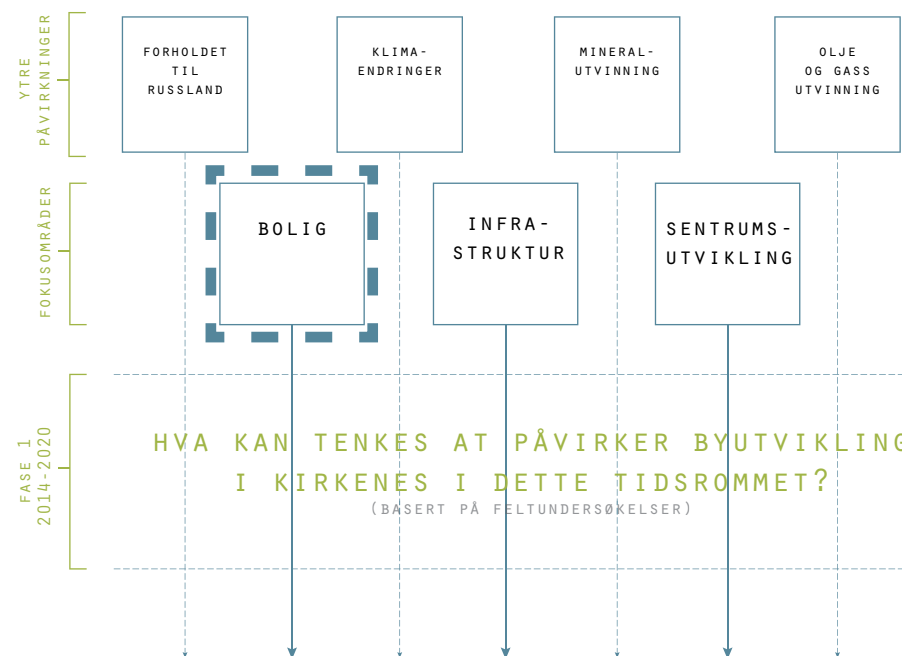 YTRE
PÅVIRKNINGER
FORHOLDET
TIL
RUSSLAND
KLIMA-
ENDRINGER
MINERAL-
UTVINNING
OLJE
OG GASS
UTVINNING
FOKUSOMRÅDER
BOLIG
INFRA-
STRUKTUR
SENTRUMS-
UTVIKLING
FASE 1
2014-2020
HVA KAN TENKES AT PÅVIRKER BYUTVIKLING
I KIRKENES I DETTE TIDSROMMET?
(BASERT PÅ FELTUNDERSØKELSER)